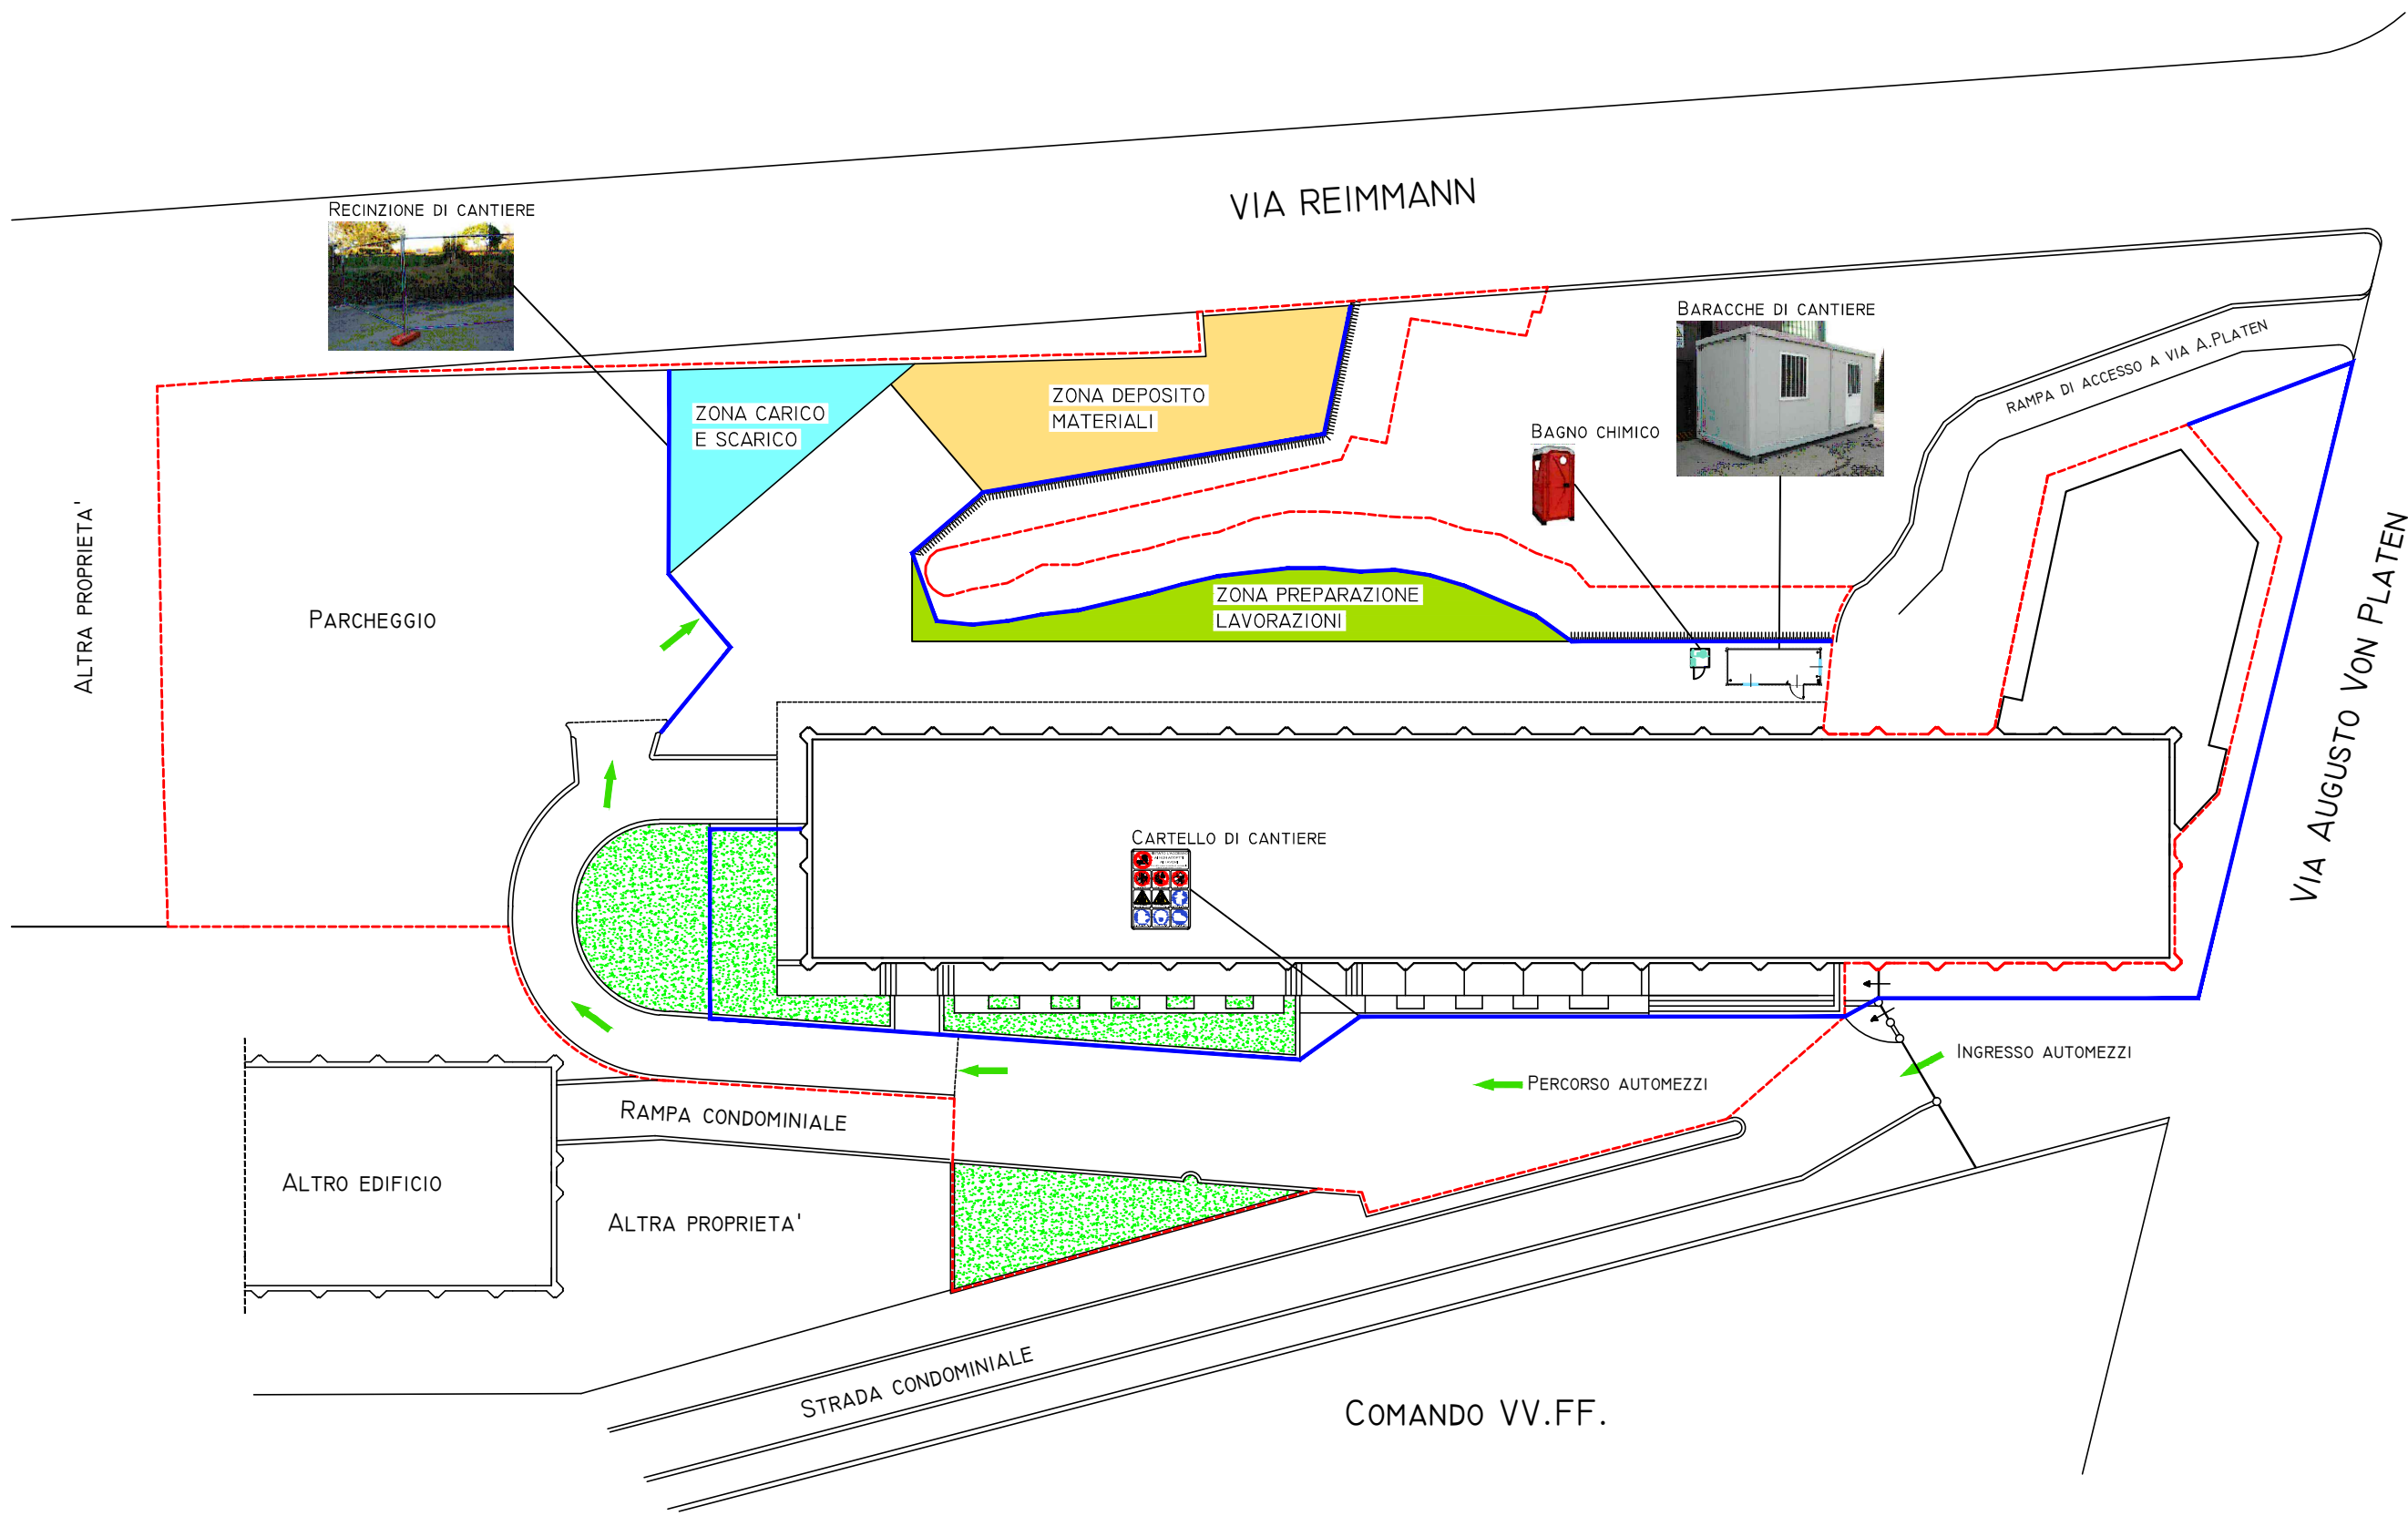 VIA REIMMANN
RECINZIONE DI CANTIERE
BARACCHE DI CANTIERE
RAMPA DI ACCESSO A VIA A.PLATEN
ZONA CARICO
E SCARICO
ZONA DEPOSITO
MATERIALI
BAGNO CHIMICO
ALTRA PROPRIETA'
PARCHEGGIO
ZONA PREPARAZIONE
LAVORAZIONI
VIA AUGUSTO VON PLATEN
CARTELLO DI CANTIERE
INGRESSO AUTOMEZZI
PERCORSO AUTOMEZZI
RAMPA CONDOMINIALE
ALTRO EDIFICIO
ALTRA PROPRIETA'
STRADA CONDOMINIALE
COMANDO VV.FF.